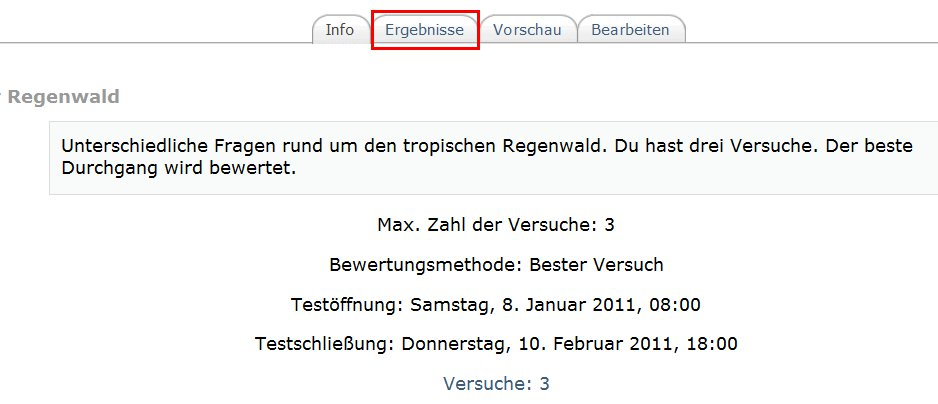 Info Ergebnisse Vorschau Bearbeiten
Regenwald
Unterschiedliche Fragen rund um den tropischen Regenwald. Du hast drei Versuche. Der beste
Durchgang wird bewertet.
Max. Zahl der Versuche: 3
Bewertungsmethode: Bester Versuch
Testöffnung: Samstag, 8. Januar 2011, 08:00
Testschließung: Donnerstag, 10. Februar 2011, 18:00
Versuche: 3